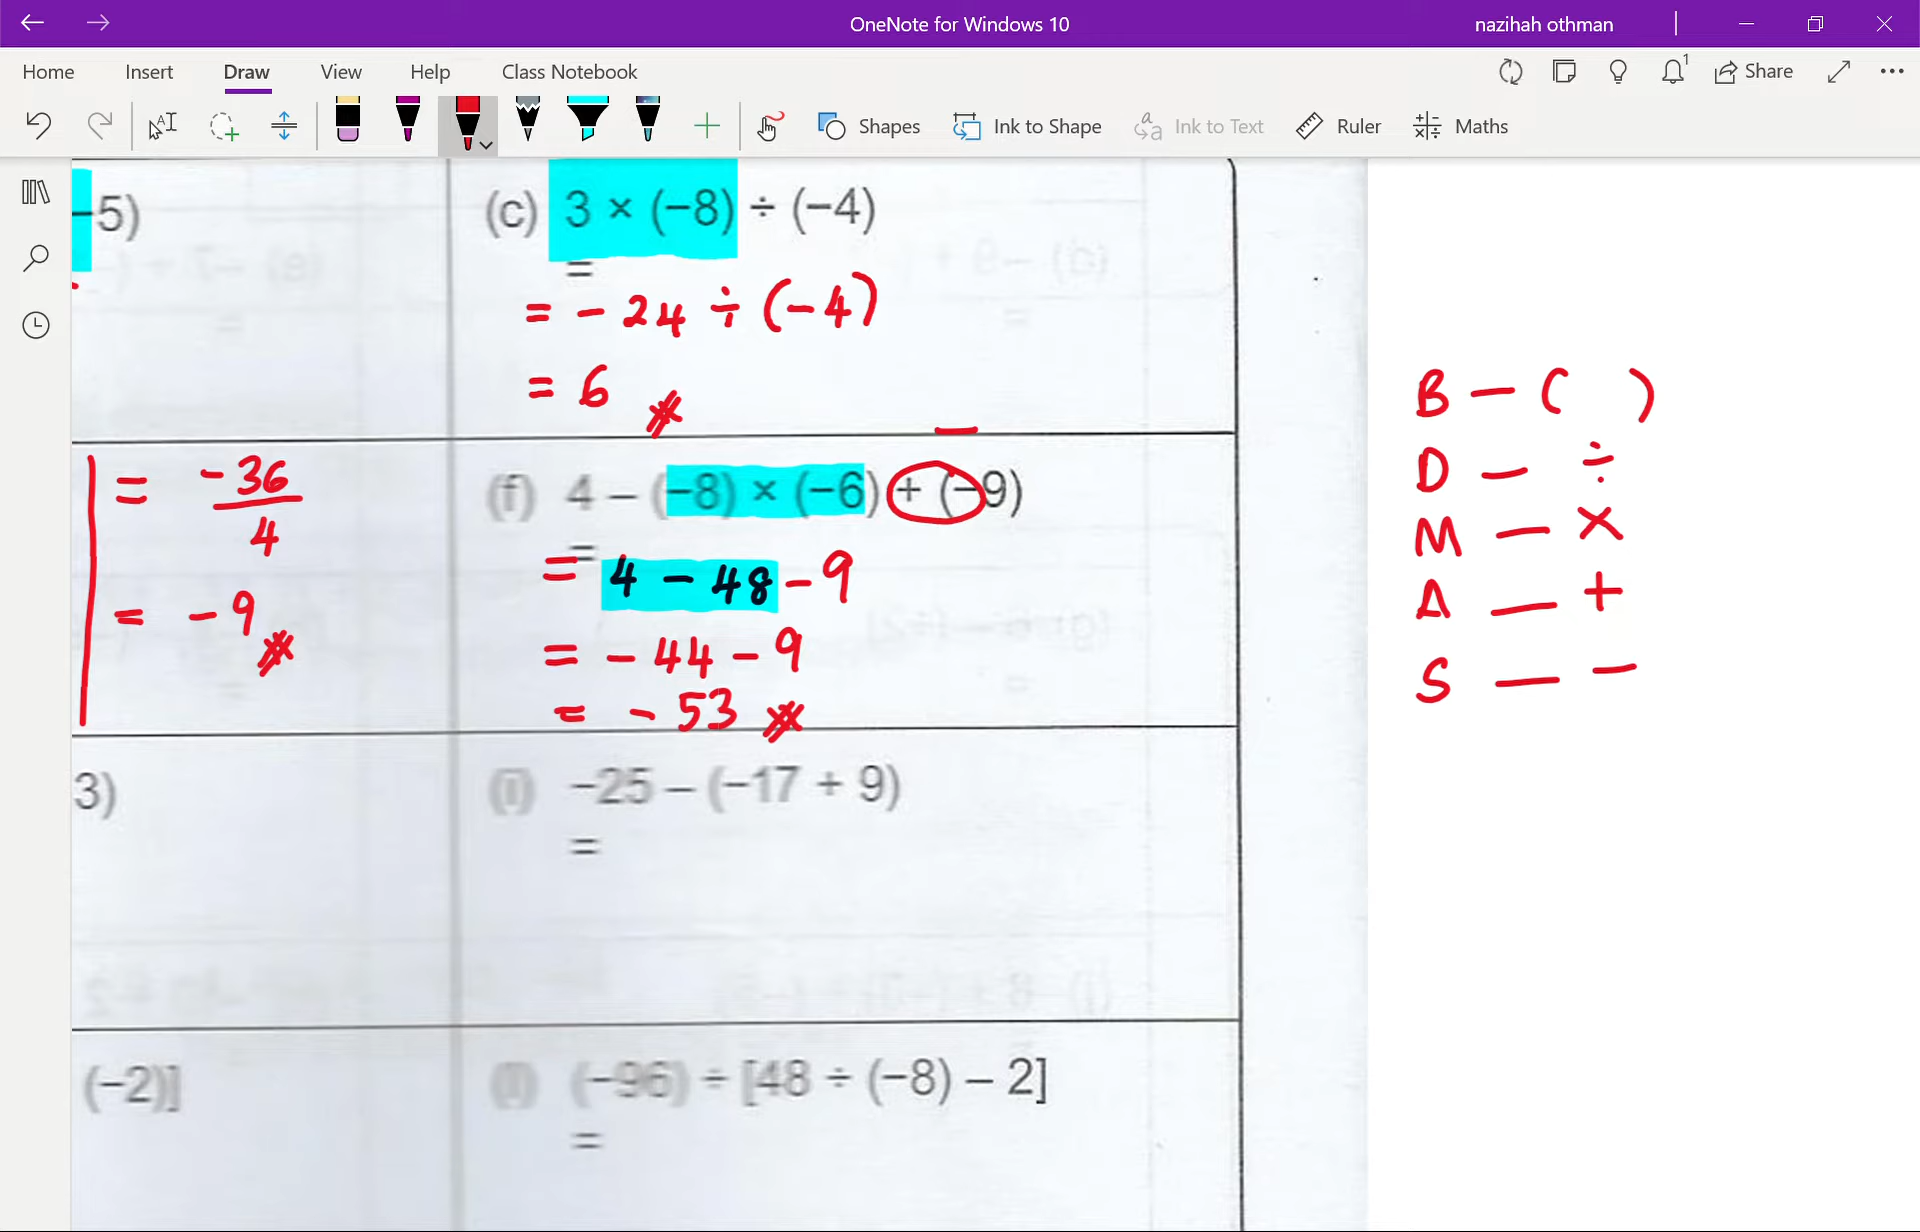 OneNote for Windows 10
nazihah othman
Home Insert Draw View Help Class Notebook
1 Share
Shapes Ink to Shape Ink to Text Ruler Maths
-5)
(c) 3 × (−8) ÷ (−4)
=
= - 24 ÷ (-4)
= 6
= -36/4
= -9
(f) 4 − (−8) × (−6) + (−9)
=
= 4 - 48 - 9
= - 44 - 9
= - 53
3)
(i) −25 − (−17 + 9)
=
(−2)]
(l) (−96) ÷ [48 ÷ (−8) − 2]
=
B - ( )
D - ÷
M - ×
A - +
S - -